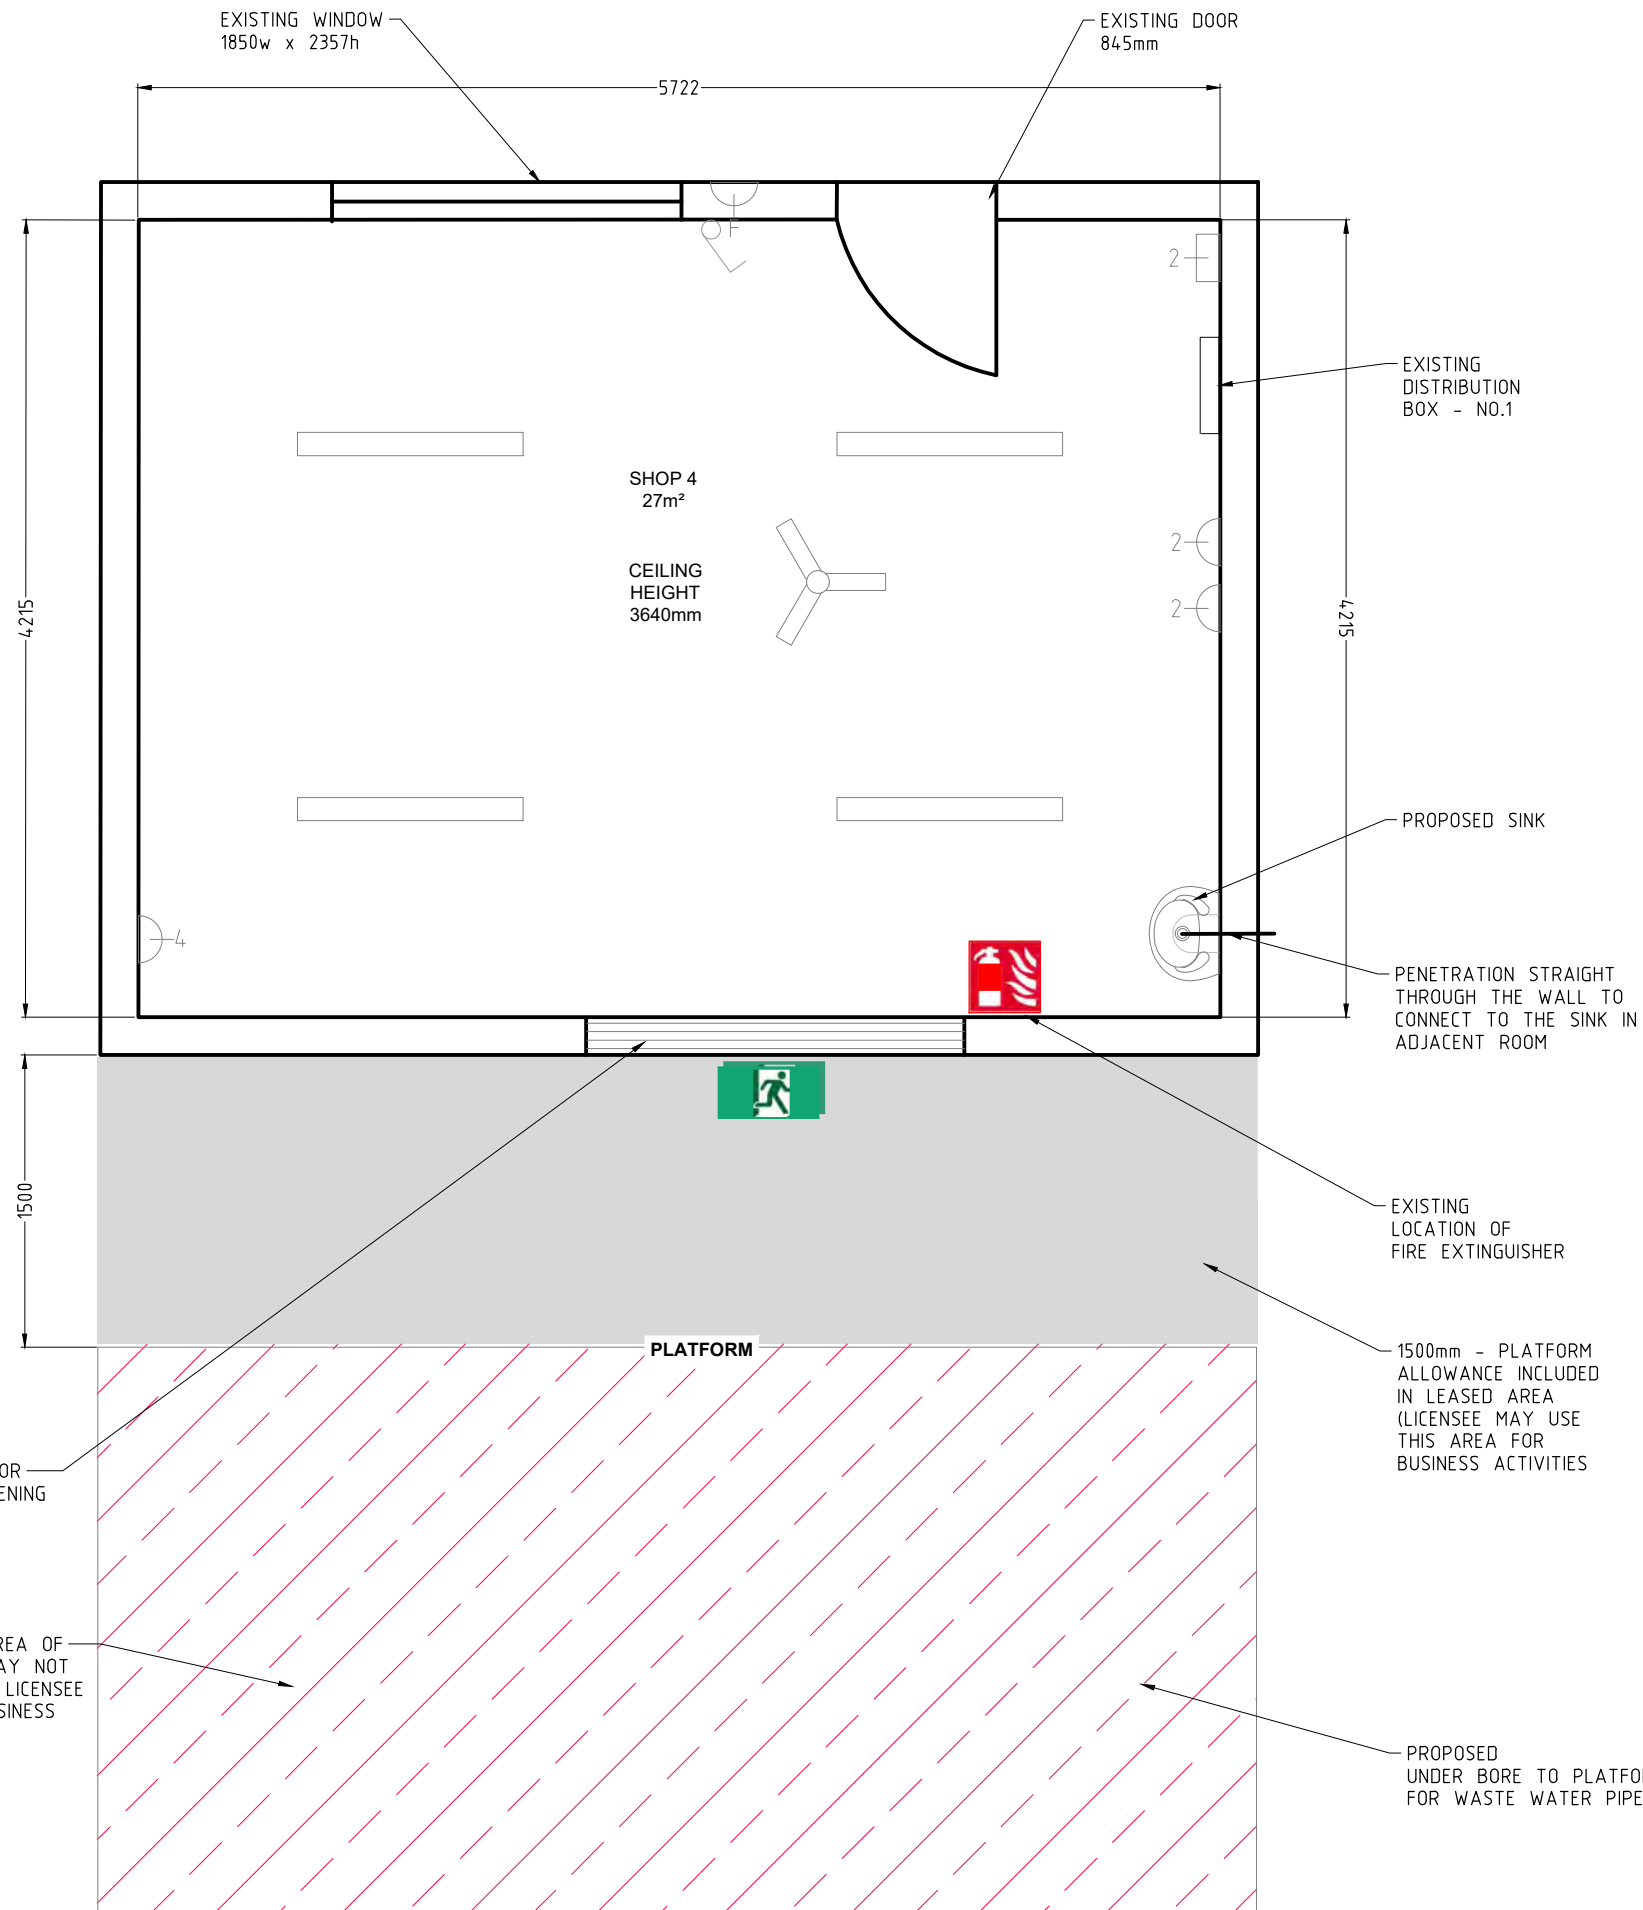 EXISTING WINDOW
1850w x 2357h
EXISTING DOOR
845mm
5722
F
2
EXISTING
DISTRIBUTION
BOX - NO.1
SHOP 4
27m²
2
CEILING
HEIGHT
3640mm
2
4215
4215
PROPOSED SINK
4
PENETRATION STRAIGHT
THROUGH THE WALL TO
CONNECT TO THE SINK IN
ADJACENT ROOM
1500
EXISTING
LOCATION OF
FIRE EXTINGUISHER
PLATFORM
1500mm - PLATFORM
ALLOWANCE INCLUDED
IN LEASED AREA
(LICENSEE MAY USE
THIS AREA FOR
BUSINESS ACTIVITIES
OF
NOT
LICENSEE
PROPOSED
UNDER BORE TO
FOR WASTE WATER PIPE